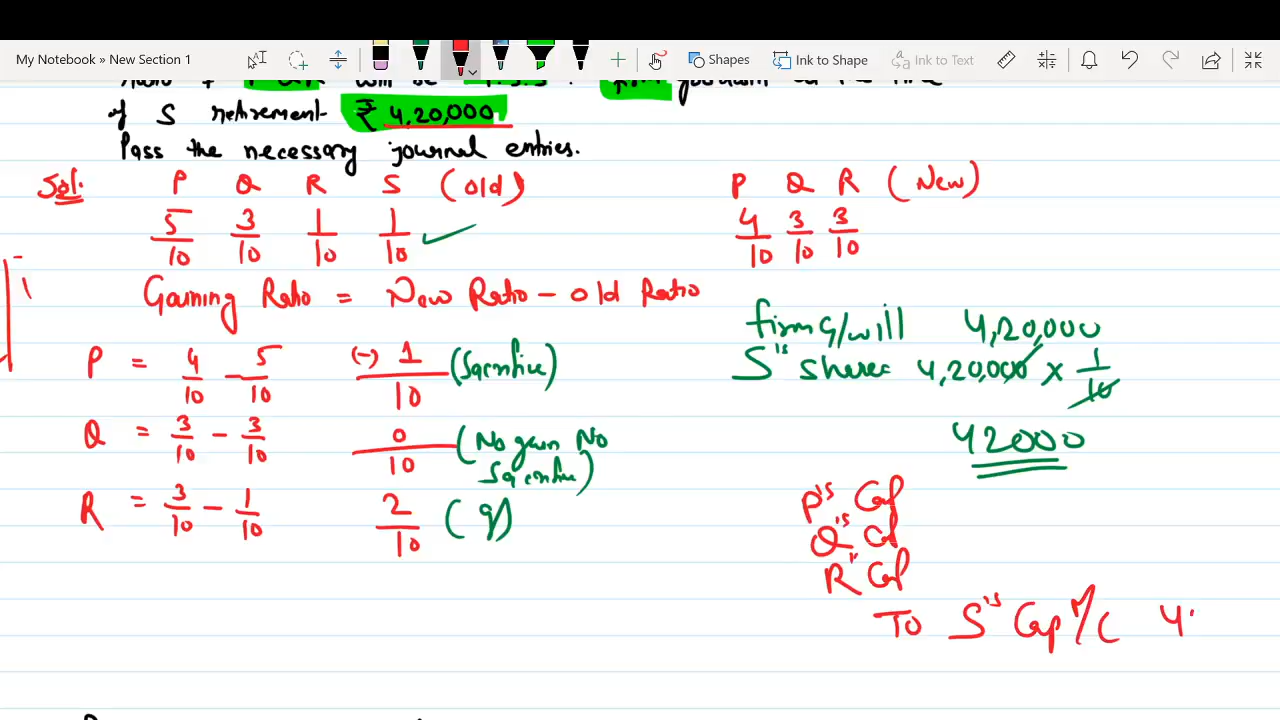 My Notebook » New Section 1
Shapes
Ink to Shape
Ink to Text
of S retirement ₹ 4,20,000
Pass the necessary journal entries.
Sol. P Q R S (old) P Q R (New)
5/10 3/10 1/10 1/10 4/10 3/10 3/10
Gaining Ratio = New Ratio - old Ratio
firm G/will 4,20,000
P = 4/10 - 5/10 (-) 1/10 (Sacrifice)
S's shares 4,20,000 × 1/10
Q = 3/10 - 3/10 0/10 (No gain No Sacrifice)
42000
R = 3/10 - 1/10 2/10 (g)
P's Cap
Q's Cap
R's Cap
To S's Cap A/C 4